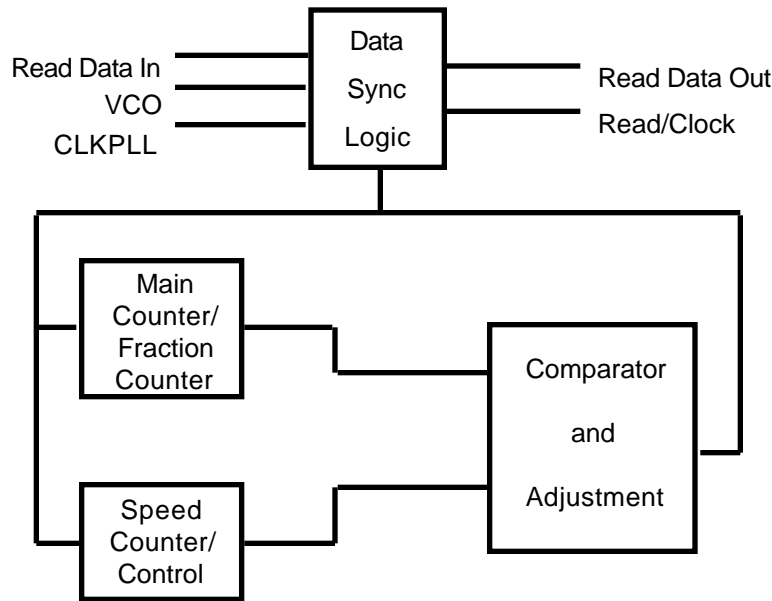 Read Data In
VCO
CLKPLL
Data
Sync
Logic
Read Data Out
Read/Clock
Main
Counter/
Fraction
Counter
Comparator
and
Adjustment
Speed
Counter/
Control